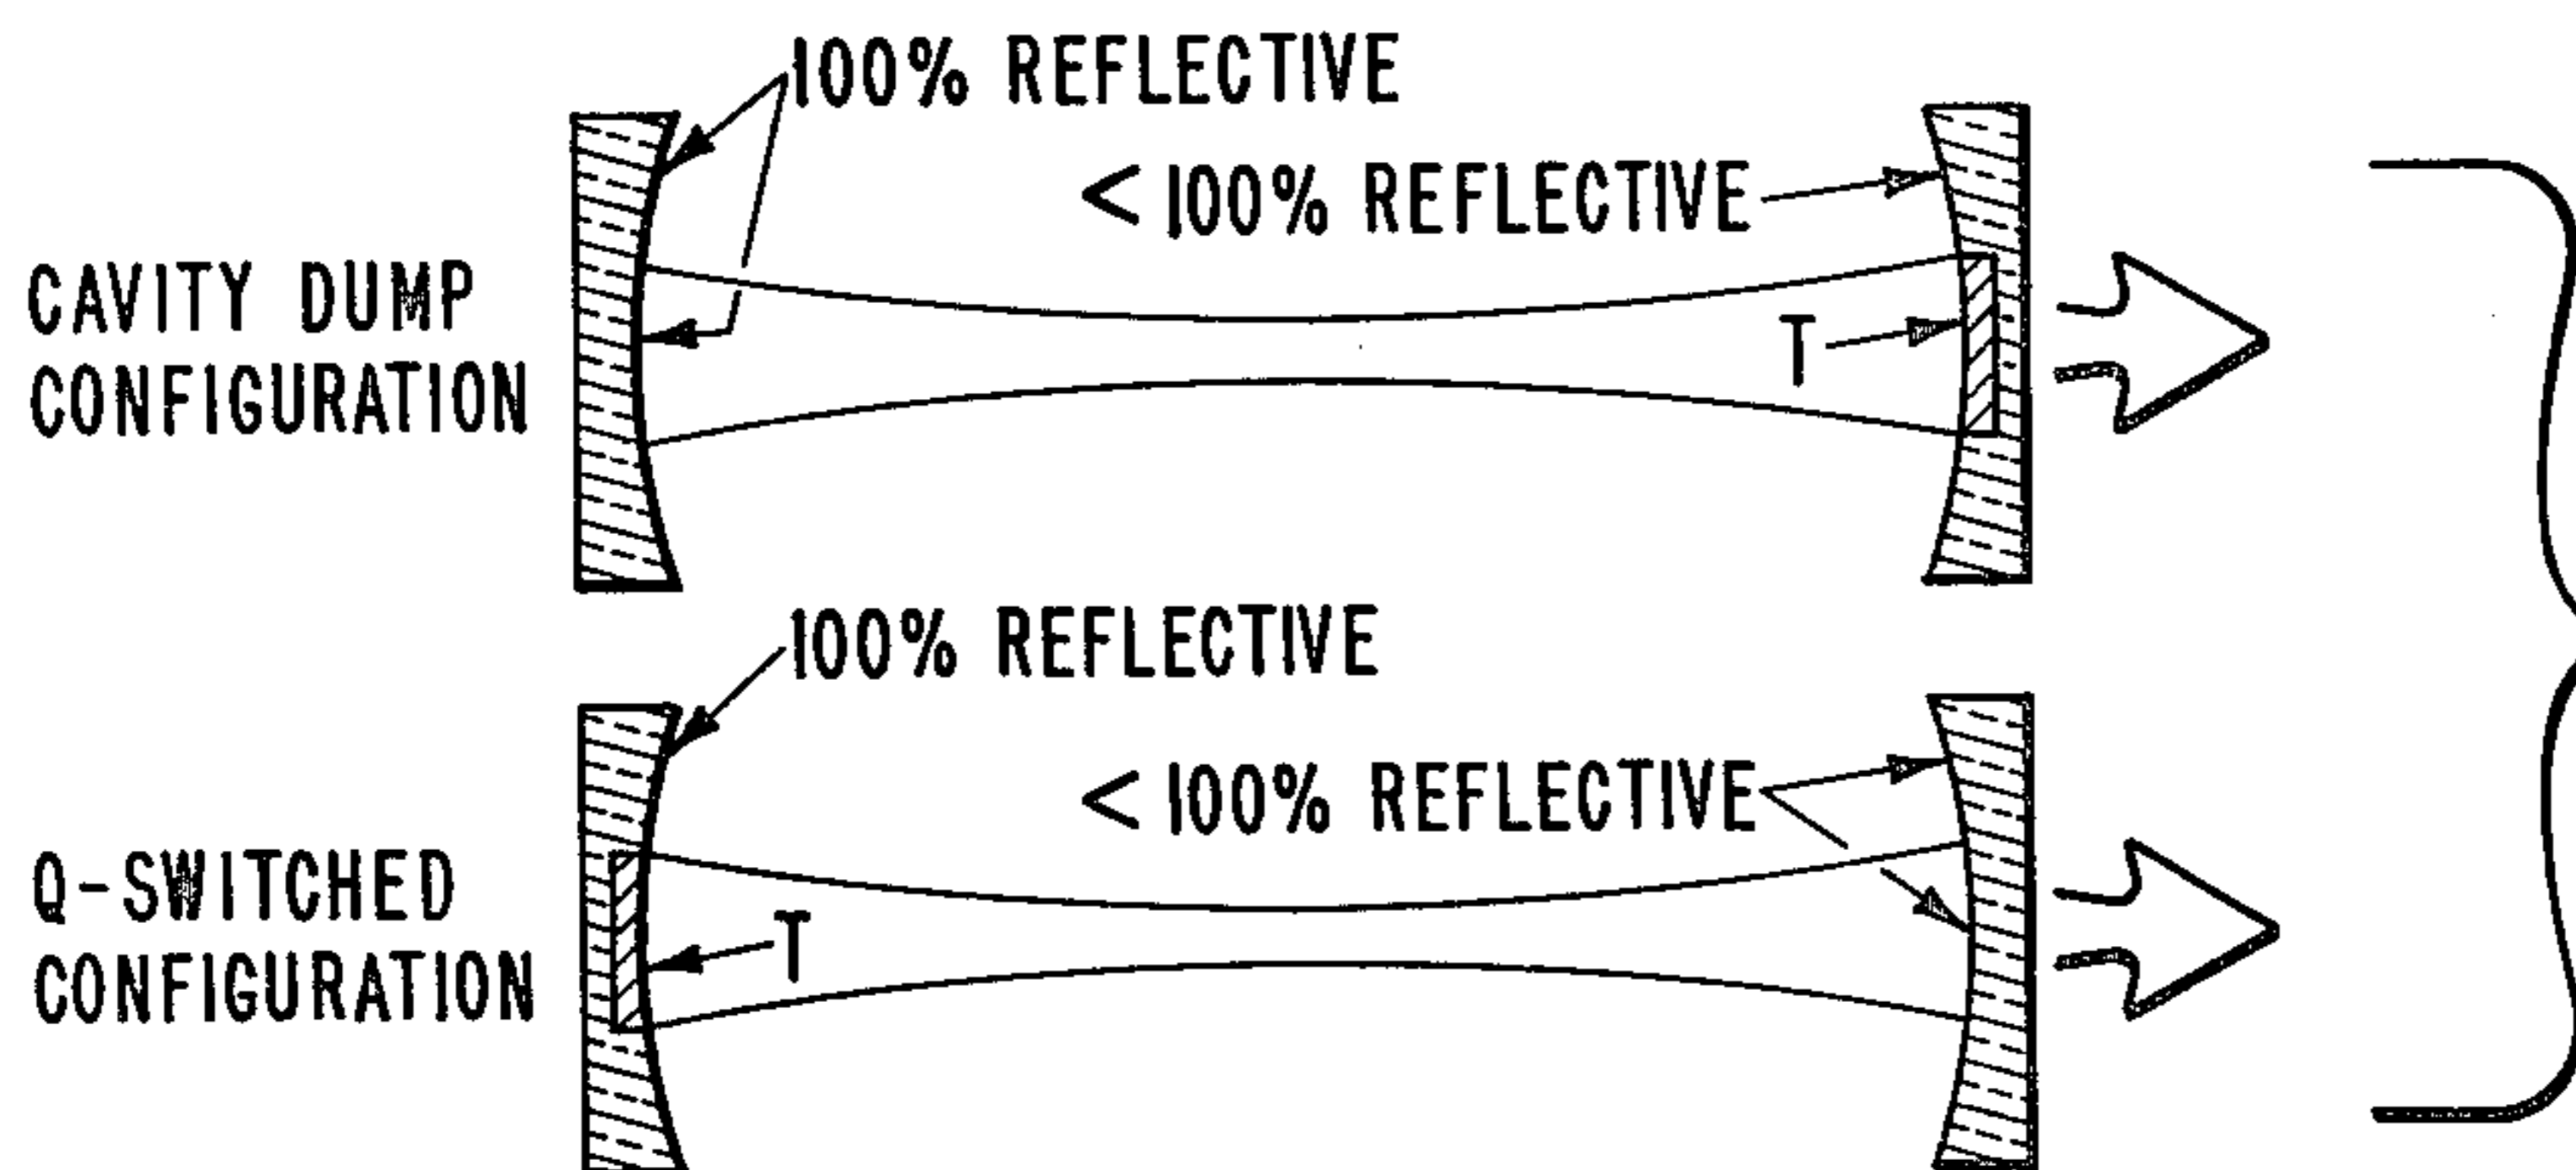 100% REFLECTIVE
< 100% REFLECTIVE
CAVITY DUMP
CONFIGURATION
T
100% REFLECTIVE
< 100% REFLECTIVE
Q-SWITCHED
CONFIGURATION
T